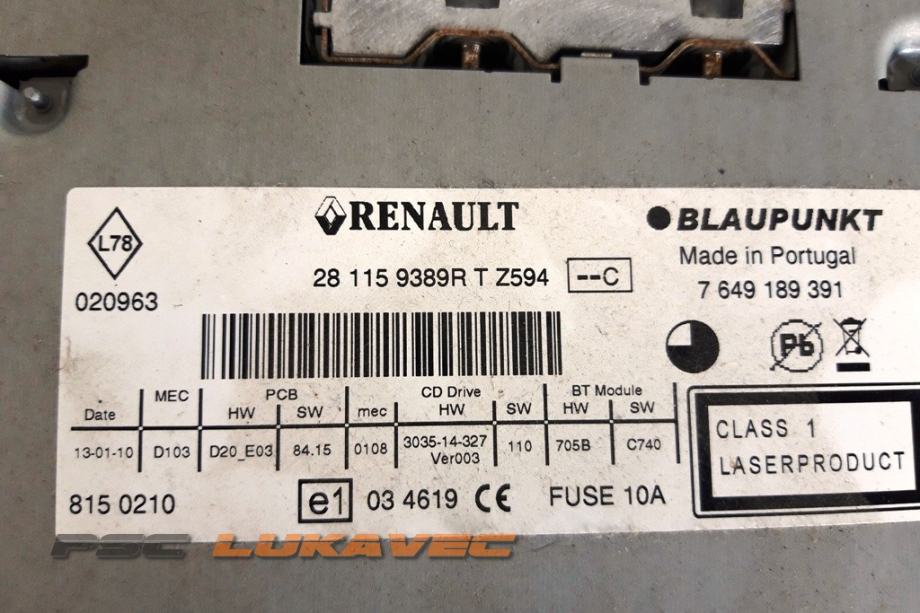 L78
020963
RENAULT
28 115 9389R T Z594
--C
BLAUPUNKT
Made in Portugal
7 649 189 391
Pb
MEC PCB CD Drive BT Module
Date HW SW mec HW SW HW SW
13-01-10 D103 D20_E03 84.15 0108 3035-14-327 110 705B C740
Ver003
815 0210
e1 03 4619 CE FUSE 10A
CLASS 1
LASERPRODUCT
PSC LUKAVEC